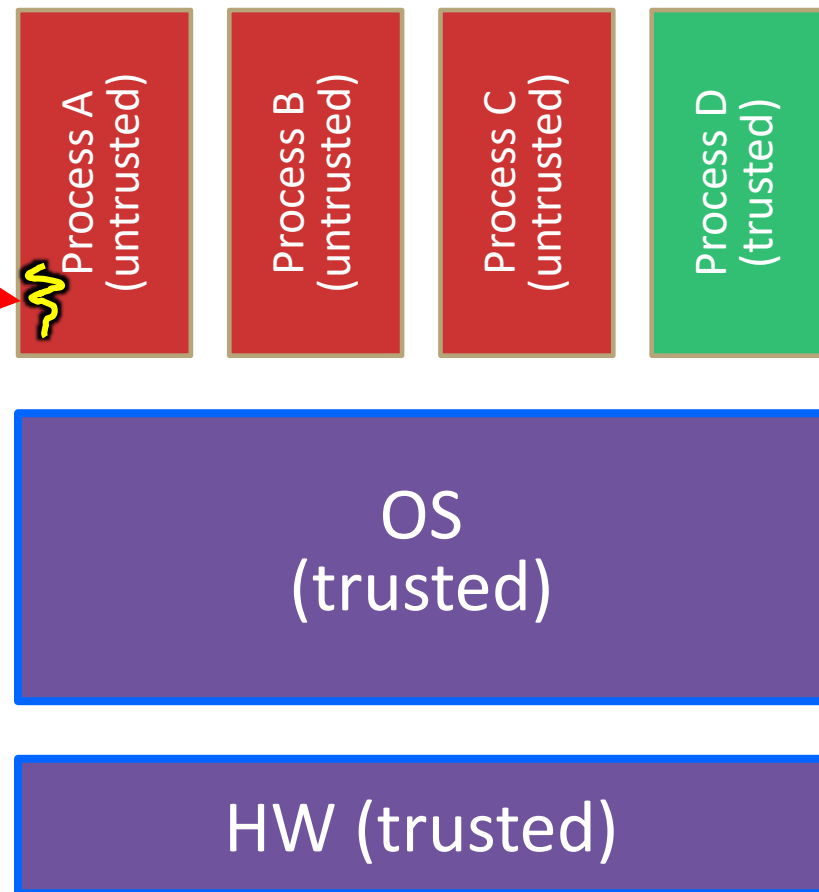 Process A
(untrusted)
Process B
(untrusted)
Process C
(untrusted)
Process D
(trusted)
OS
(trusted)
HW (trusted)